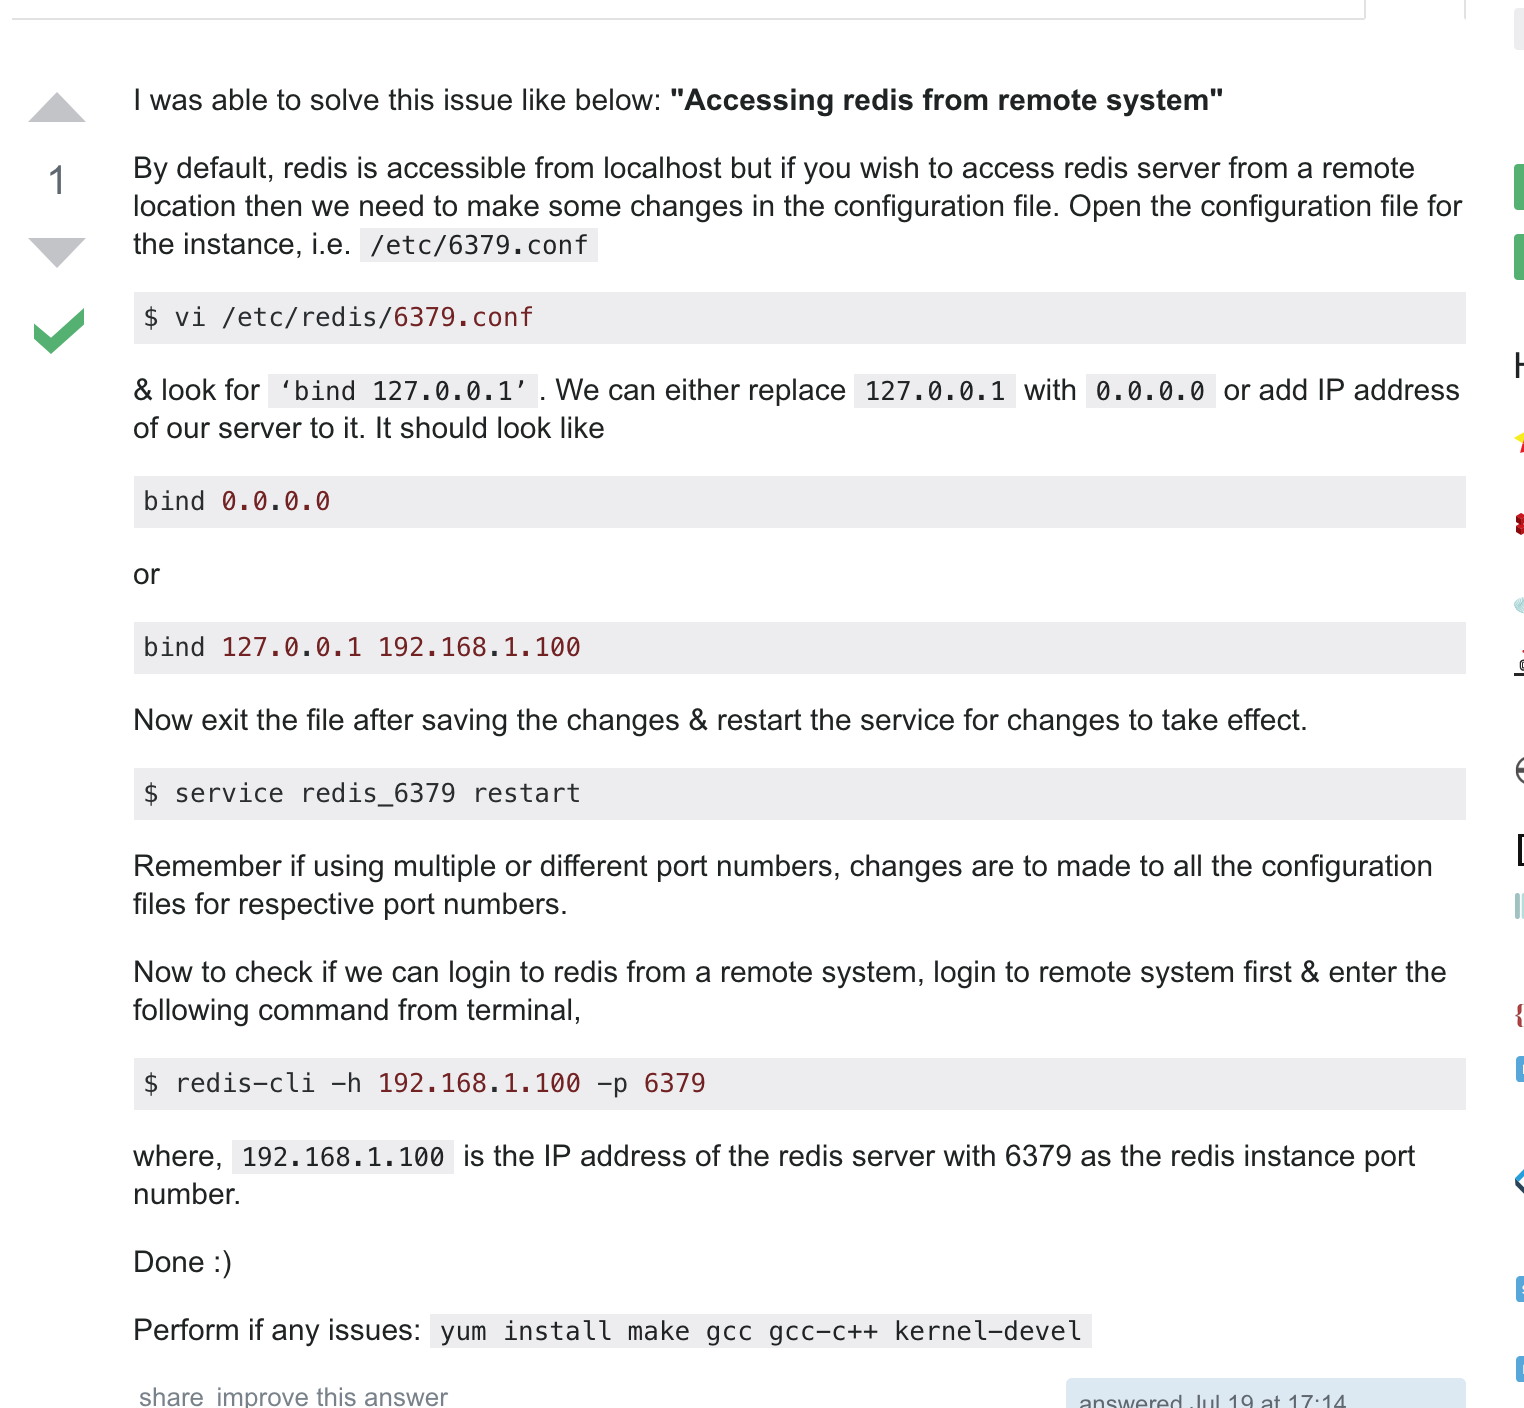 I was able to solve this issue like below: "Accessing redis from remote system"
1
By default, redis is accessible from localhost but if you wish to access redis server from a remote
location then we need to make some changes in the configuration file. Open the configuration file for
the instance, i.e. /etc/6379.conf
$ vi /etc/redis/6379.conf
& look for ‘bind 127.0.0.1’. We can either replace 127.0.0.1 with 0.0.0.0 or add IP address
of our server to it. It should look like
bind 0.0.0.0
or
bind 127.0.0.1 192.168.1.100
Now exit the file after saving the changes & restart the service for changes to take effect.
$ service redis_6379 restart
Remember if using multiple or different port numbers, changes are to made to all the configuration
files for respective port numbers.
Now to check if we can login to redis from a remote system, login to remote system first & enter the
following command from terminal,
$ redis-cli -h 192.168.1.100 -p 6379
where, 192.168.1.100 is the IP address of the redis server with 6379 as the redis instance port
number.
Done :)
Perform if any issues: yum install make gcc gcc-c++ kernel-devel
share improve this answer
answered Jul 19 at 17:14